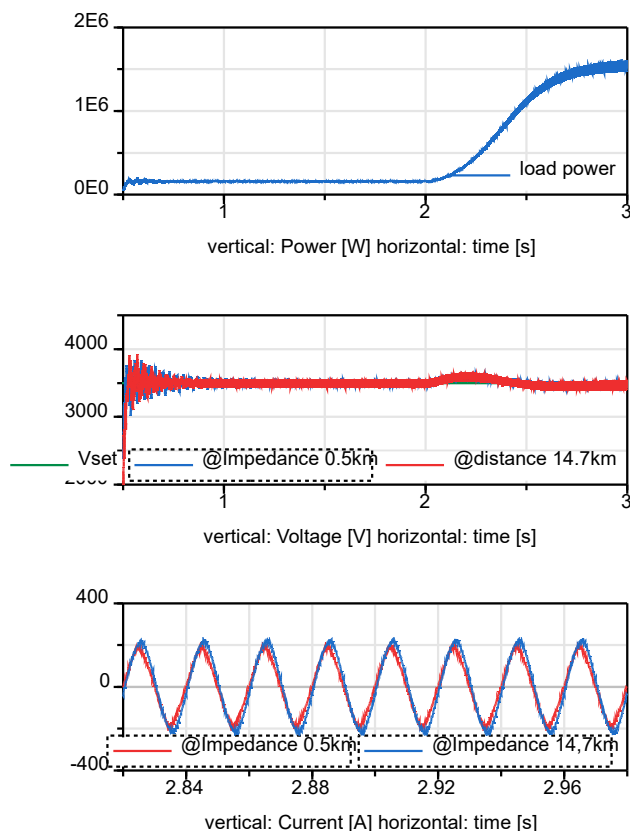 2E6
1E6
0E0
load power
1 2 3
vertical: Power [W] horizontal: time [s]
4000
3000
Vset @Impedance 0.5km @distance 14.7km
2000
1 2 3
vertical: Voltage [V] horizontal: time [s]
400
0
@Impedance 0.5km @Impedance 14,7km
-400
2.84 2.88 2.92 2.96
vertical: Current [A] horizontal: time [s]